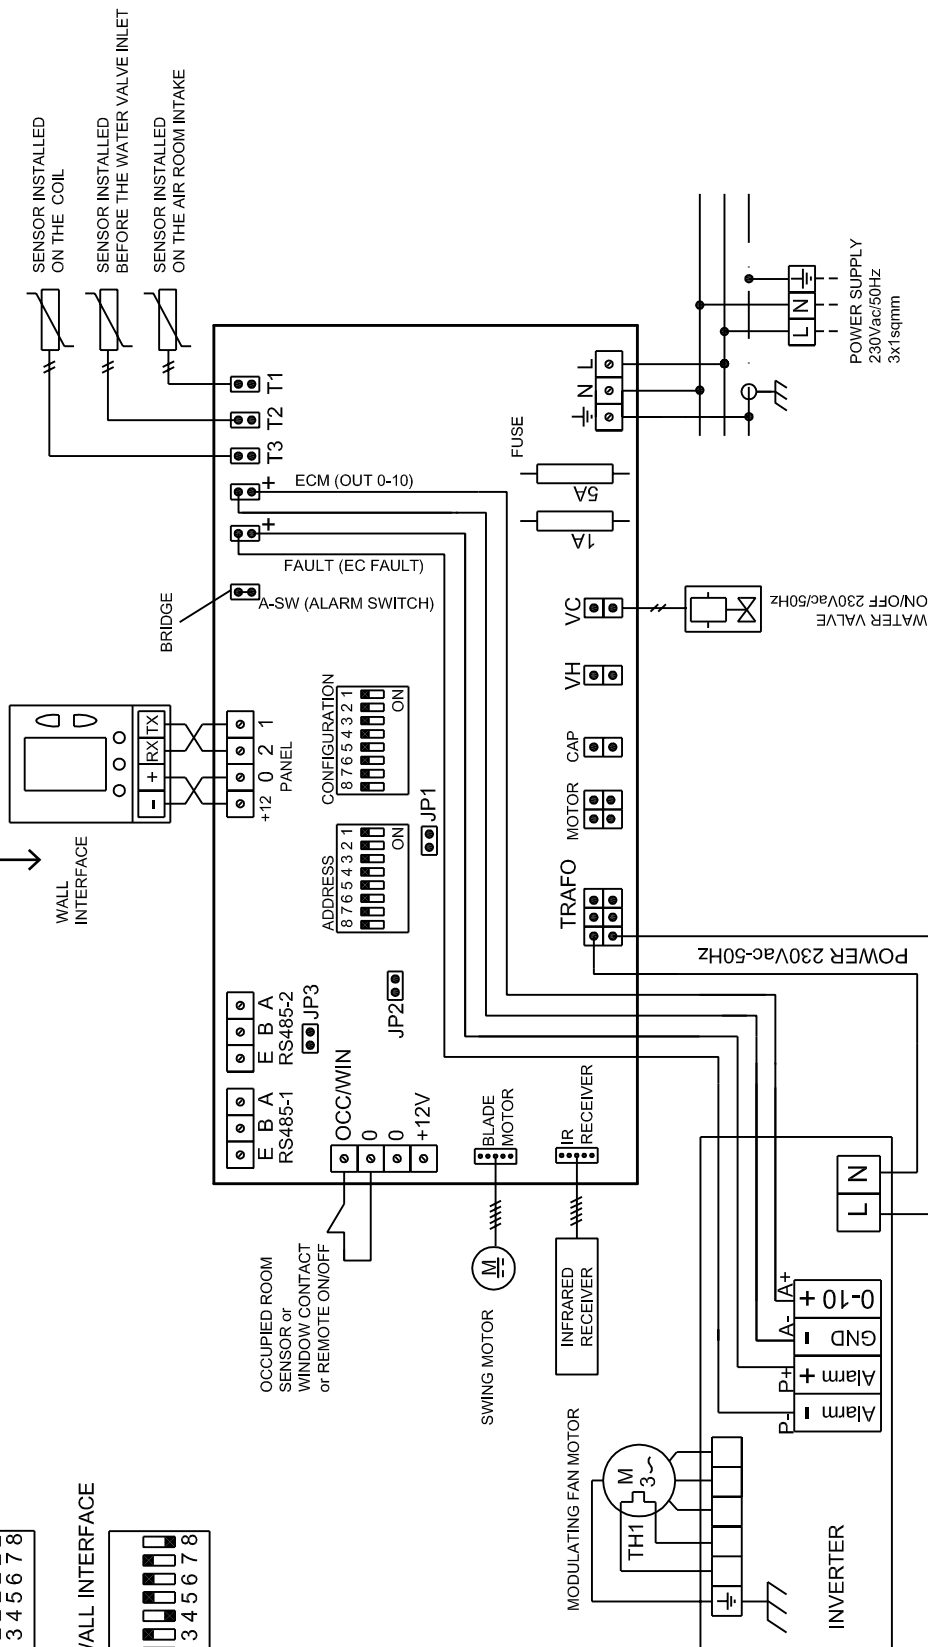 SENSOR INSTALLED
ON THE COIL
SENSOR INSTALLED
BEFORE THE WATER VALVE INLET
SENSOR INSTALLED
ON THE AIR ROOM INTAKE
T1
T2
T3
+
ECM (OUT 0-10)
+
FAULT (EC FAULT)
BRIDGE
A-SW (ALARM SWITCH)
L
N
FUSE
5A
1A
L N
POWER SUPPLY
230Vac/50Hz
3x1sqmm
WALL
INTERFACE
- + RX TX
+12 0 2 1
PANEL
CONFIGURATION
8 7 6 5 4 3 2 1
ON
ADDRESS
8 7 6 5 4 3 2 1
ON
JP1
JP2
JP3
VC
VH
CAP
MOTOR
TRAFO
WATER VALVE
ON/OFF 230Vac/50Hz
POWER 230Vac-50Hz
E B A
RS485-2
E B A
RS485-1
OCC/WIN
0
0
+12V
BLADE
MOTOR
IR
RECEIVER
OCCUPIED ROOM
SENSOR or
WINDOW CONTACT
or REMOTE ON/OFF
M
SWING MOTOR
INFRARED
RECEIVER
L N
A+
0-10 +
A-
GND -
P+
Alarm +
P-
Alarm -
MODULATING FAN MOTOR
M
3~
TH1
INVERTER
3 4 5 6 7 8
WALL INTERFACE
3 4 5 6 7 8